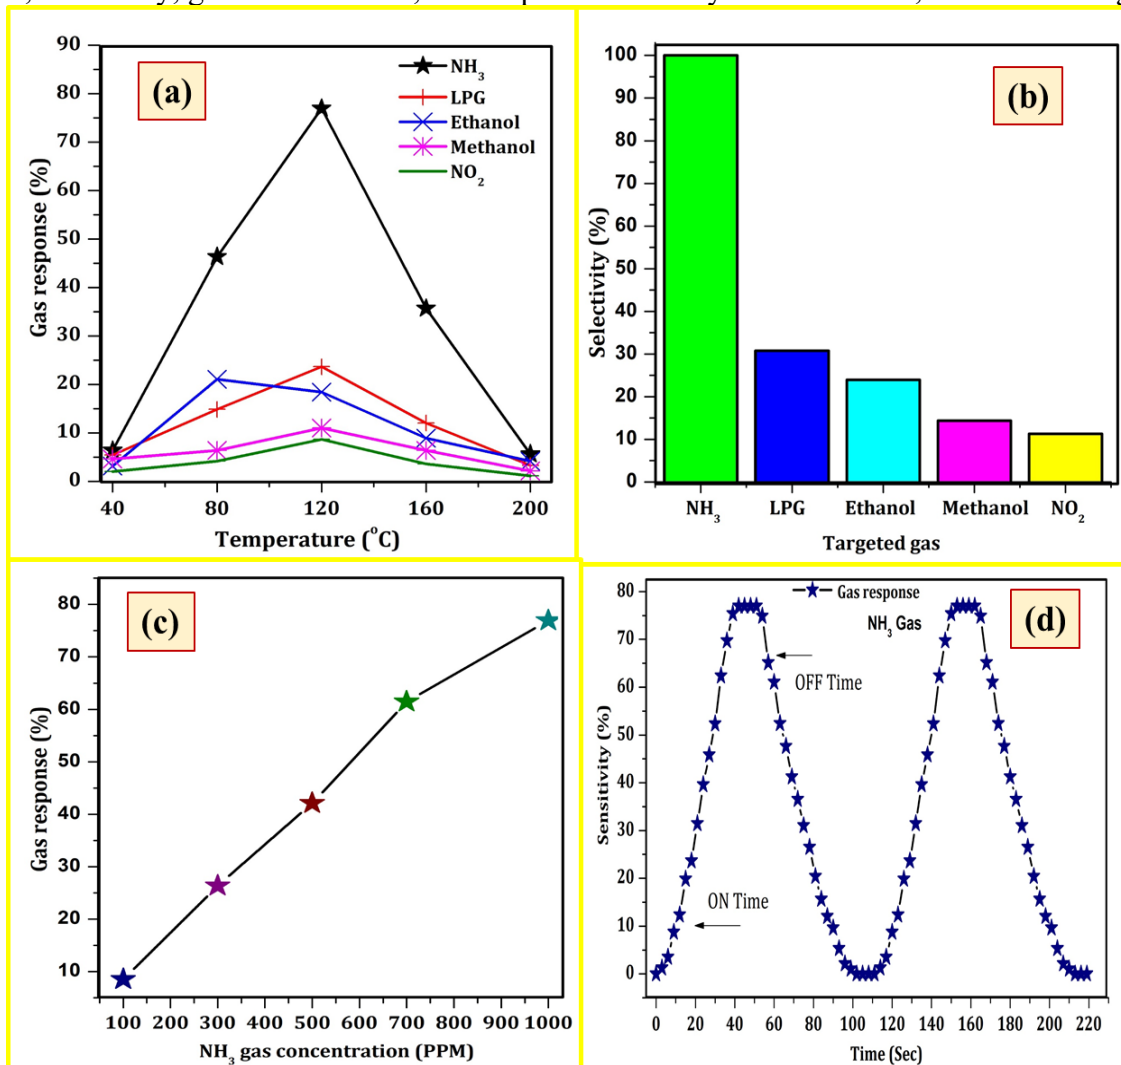 (a)
NH3
LPG
Ethanol
Methanol
NO2
90
80
70
60
50
40
30
20
10
0
Gas response (%)
40 80 120 160 200
Temperature (oC)
(b)
100
90
80
70
60
50
40
30
20
10
0
Selectivity (%)
NH3 LPG Ethanol Methanol NO2
Targeted gas
(c)
80
70
60
50
40
30
20
10
Gas response (%)
100 200 300 400 500 600 700 800 900 1000
NH3 gas concentration (PPM)
(d)
Gas response
NH3 Gas
OFF Time
ON Time
80
70
60
50
40
30
20
10
0
Sensitivity (%)
0 20 40 60 80 100 120 140 160 180 200 220
Time (Sec)